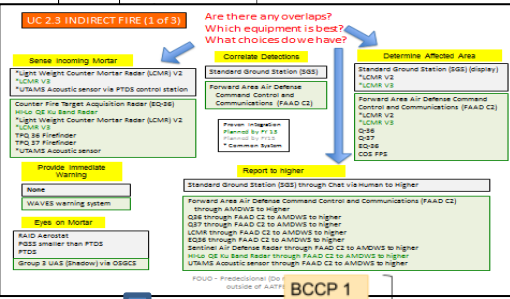 UC 2.3 INDIRECT FIRE (1 of 3)
Are there any overlaps?
Which equipment is best?
What choices do we have?
Sense Incoming Mortar
*Light Weight Counter Mortar Radar (LCMR) V2
*LCMR V3
*UTAMS Acoustic sensor via PTDS control station
Counter Fire Target Acquisition Radar (EQ-36)
Hi-Lo QE Ku Band Radar
*Light Weight Counter Mortar Radar (LCMR) V2
*LCMR V3
TPQ 36 Firefinder
TPQ 37 Firefinder
*UTAMS Acoustic sensor
Provide Immediate
Warning
None
WAVES warning system
Eyes on Mortar
RAID Aerostat
PGSS smaller than PTDS
PTDS
Group 3 UAS (Shadow) via OSGCS
Correlate Detections
Standard Ground Station (SGS)
Forward Area Air Defense
Command Control and
Communications (FAAD C2)
Proven Integration
Planned by FY 13
Planned by FY15
* Common System
Determine Affected Area
Standard Ground Station (SGS) (display)
*LCMR V2
*LCMR V3
Forward Area Air Defense Command
Control and Communications (FAAD C2)
*LCMR V2
*LCMR V3
Q-36
Q-37
EQ-36
CDS FPS
Report to higher
Standard Ground Station (SGS) through Chat via Human to Higher
Forward Area Air Defense Command Control and Communications (FAAD C2)
through AMDWS to Higher
Q36 through FAAD C2 to AMDWS to higher
Q37 through FAAD C2 to AMDWS to higher
LCMR through FAAD C2 to AMDWS to higher
EQ36 through FAAD C2 to AMDWS to higher
Sentinel Air Defense Radar through FAAD C2 to AMDWS to higher
Hi-Lo QE Ku Band Radar through FAAD C2 to AMDWS to higher
UTAMS Acoustic sensor through FAAD C2 to AMDWS to higher
FOUO - Predecisional (Do
outside of AATF
BCCP 1